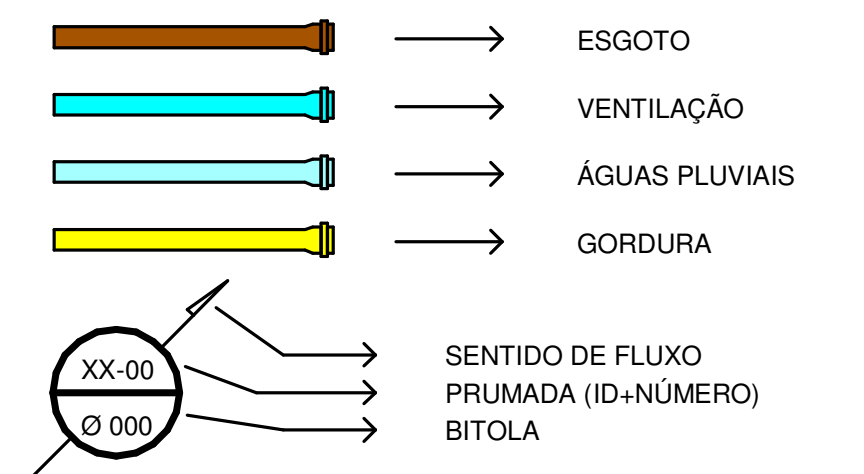 ESGOTO
VENTILAÇÃO
ÁGUAS PLUVIAIS
GORDURA
XX-00
Ø 000
SENTIDO DE FLUXO
PRUMADA (ID+NÚMERO)
BITOLA